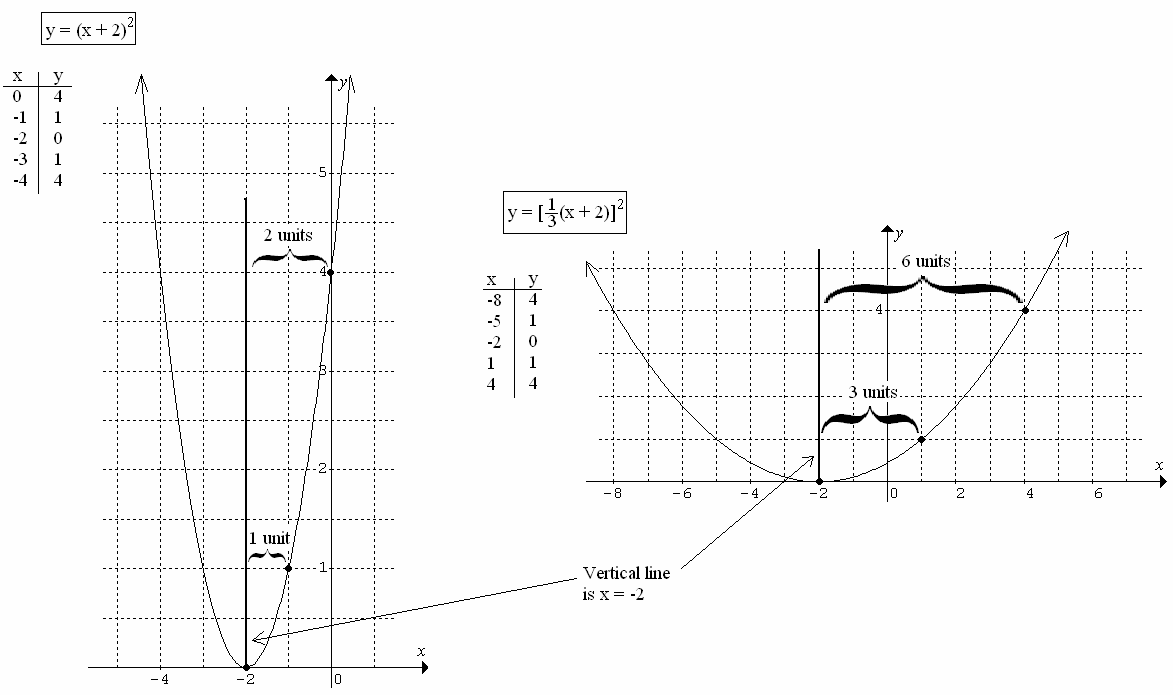 y = (x + 2)²
x y
0 4
-1 1
-2 0
-3 1
-4 4
y
5
4
3
2
1
2 units
1 unit
x
-4 -2 0
y = [1/3(x + 2)]²
x y
-8 4
-5 1
-2 0
1 1
4 4
y
6 units
4
3 units
x
-8 -6 -4 -2 0 2 4 6
Vertical line
is x = -2